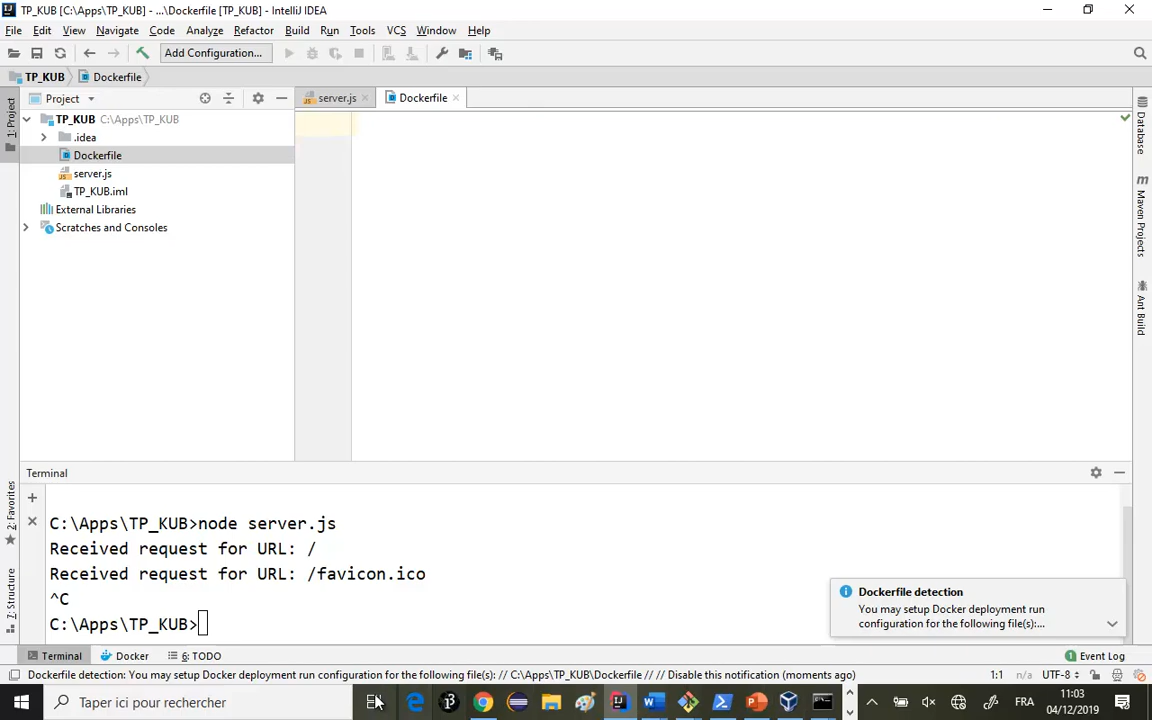 TP_KUB [C:\Apps\TP_KUB] - ...\Dockerfile [TP_KUB] - IntelliJ IDEA
File Edit View Navigate Code Analyze Refactor Build Run Tools VCS Window Help
Add Configuration...
TP_KUB Dockerfile
Project
server.js Dockerfile
TP_KUB C:\Apps\TP_KUB
.idea
Dockerfile
server.js
TP_KUB.iml
External Libraries
Scratches and Consoles
1: Project
2: Favorites
7: Structure
Database
Maven Projects
Ant Build
Terminal
C:\Apps\TP_KUB>node server.js
Received request for URL: /
Received request for URL: /favicon.ico
^C
C:\Apps\TP_KUB>
Dockerfile detection
You may setup Docker deployment run
configuration for the following file(s):...
Terminal Docker 6: TODO 1 Event Log
Dockerfile detection: You may setup Docker deployment run configuration for the following file(s): // C:\Apps\TP_KUB\Dockerfile // // Disable this notification (moments ago) 1:1 n/a UTF-8
Taper ici pour rechercher
FRA
11:03
04/12/2019